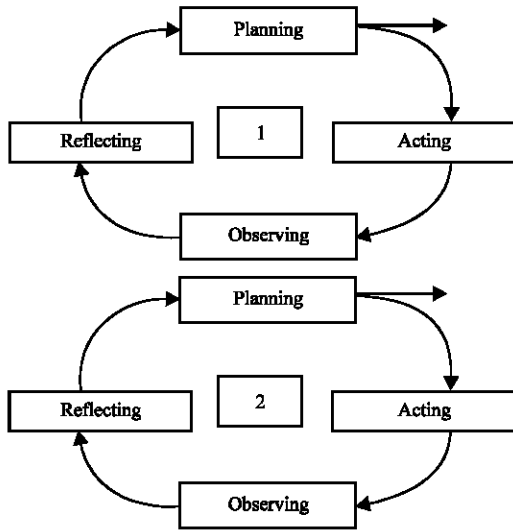 Planning
Reflecting
1
Acting
Observing
Planning
Reflecting
2
Acting
Observing